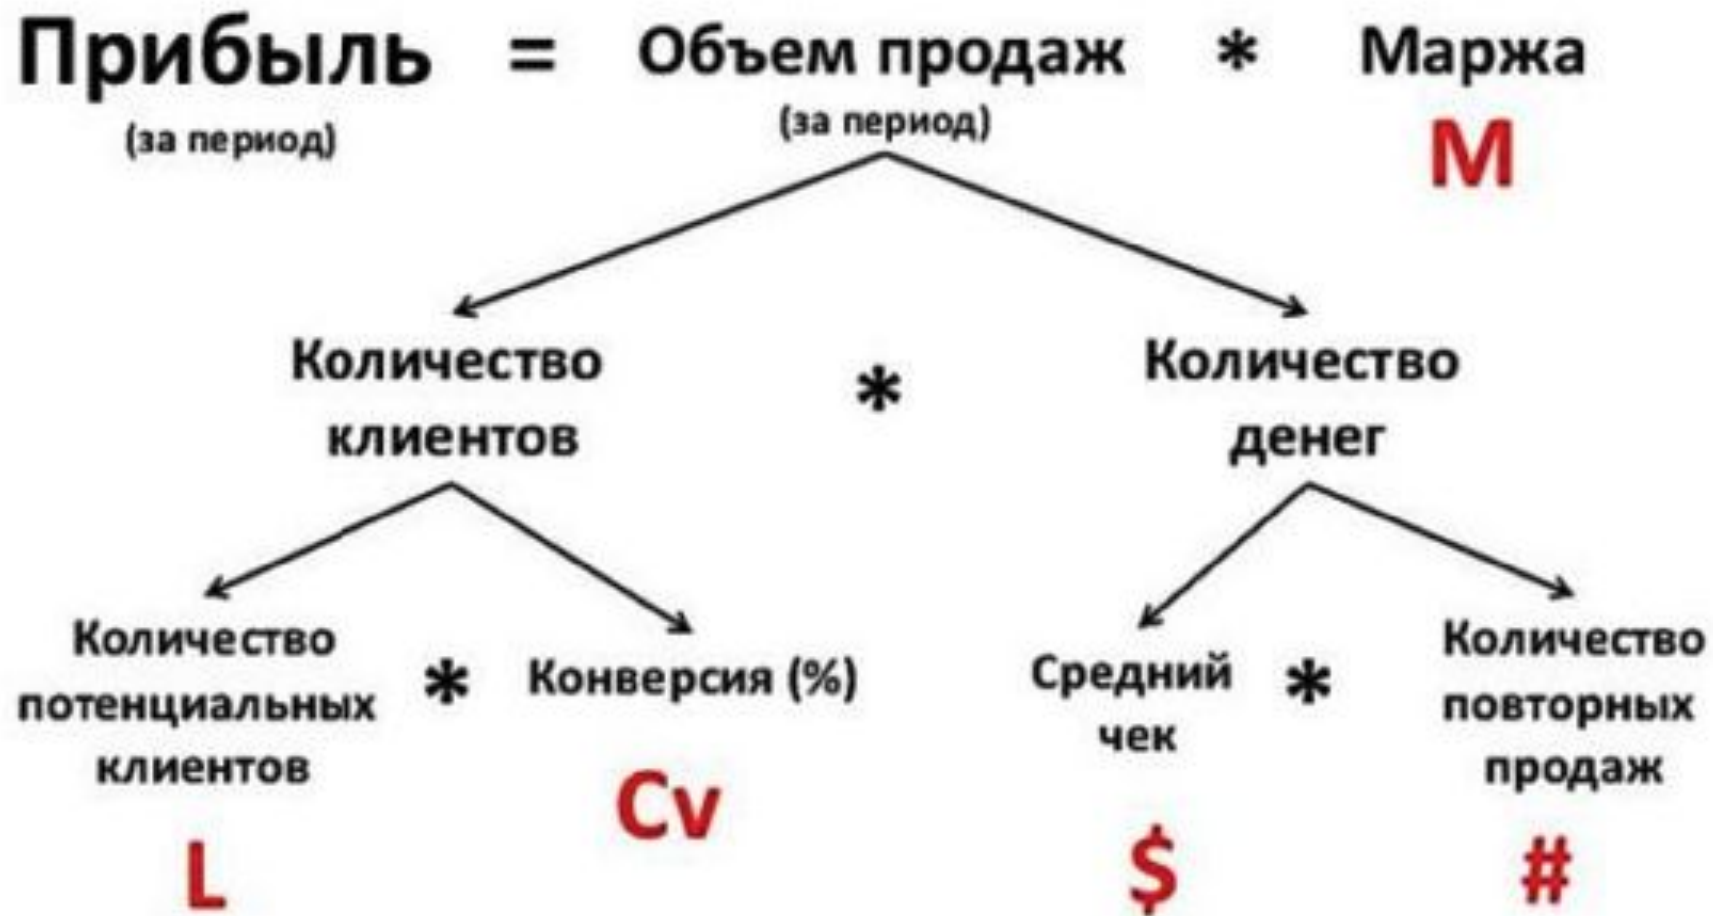 Прибыль = Объем продаж * Маржа
(за период) (за период) M
Количество клиентов * Количество денег
Количество потенциальных клиентов * Конверсия (%) Средний чек * Количество повторных продаж
L Cv $ #